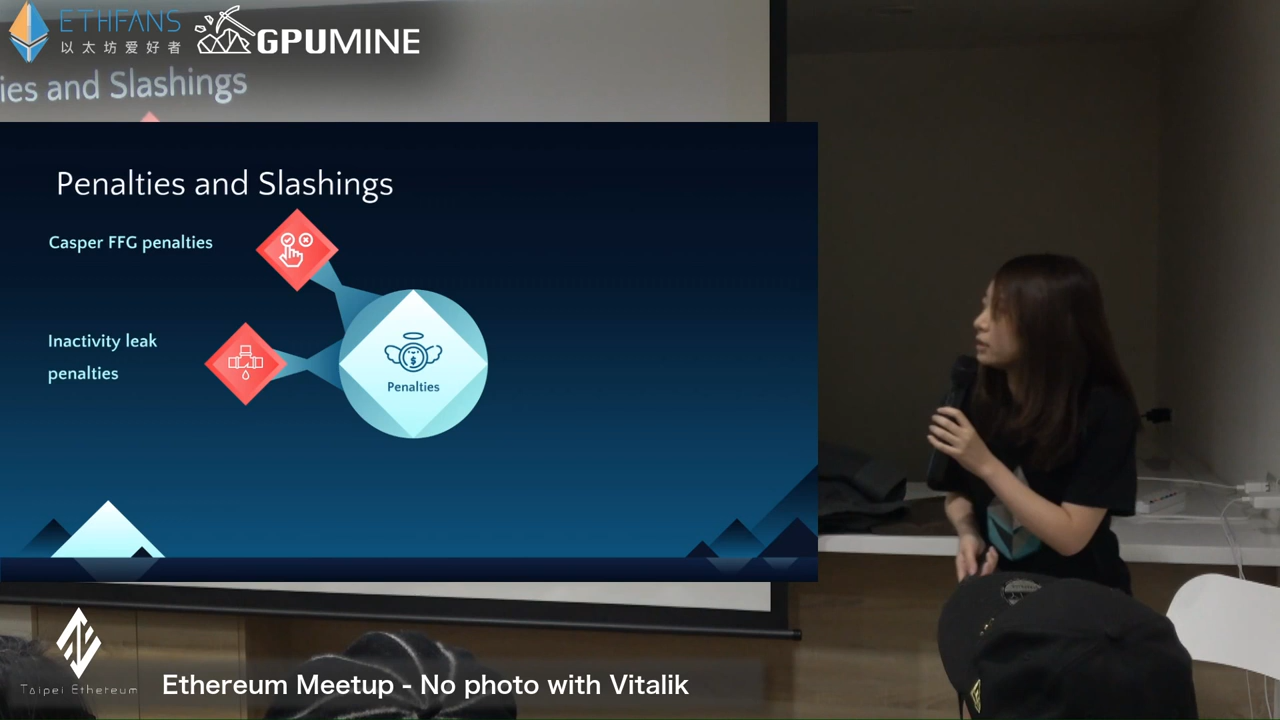 ETHFANS
以太坊爱好者
GPUMINE
ies and Slashings
Penalties and Slashings
Casper FFG penalties
Inactivity leak
penalties
Penalties
Taipei Ethereum
Ethereum Meetup - No photo with Vitalik